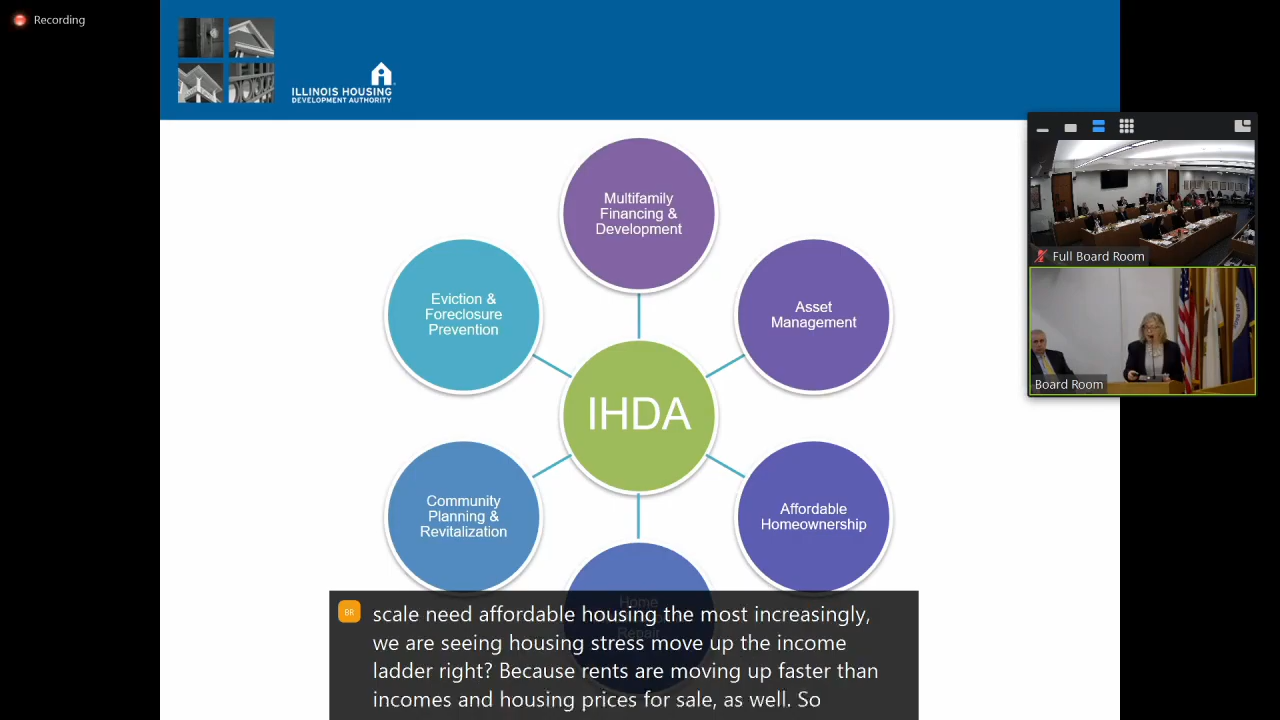 Recording
ILLINOIS HOUSING
DEVELOPMENT AUTHORITY
Multifamily
Financing &
Development
Eviction &
Foreclosure
Prevention
Asset
Management
IHDA
Community
Planning &
Revitalization
Affordable
Homeownership
Home
Repair
Full Board Room
Board Room
BR
scale need affordable housing the most increasingly,
we are seeing housing stress move up the income
ladder right? Because rents are moving up faster than
incomes and housing prices for sale, as well. So